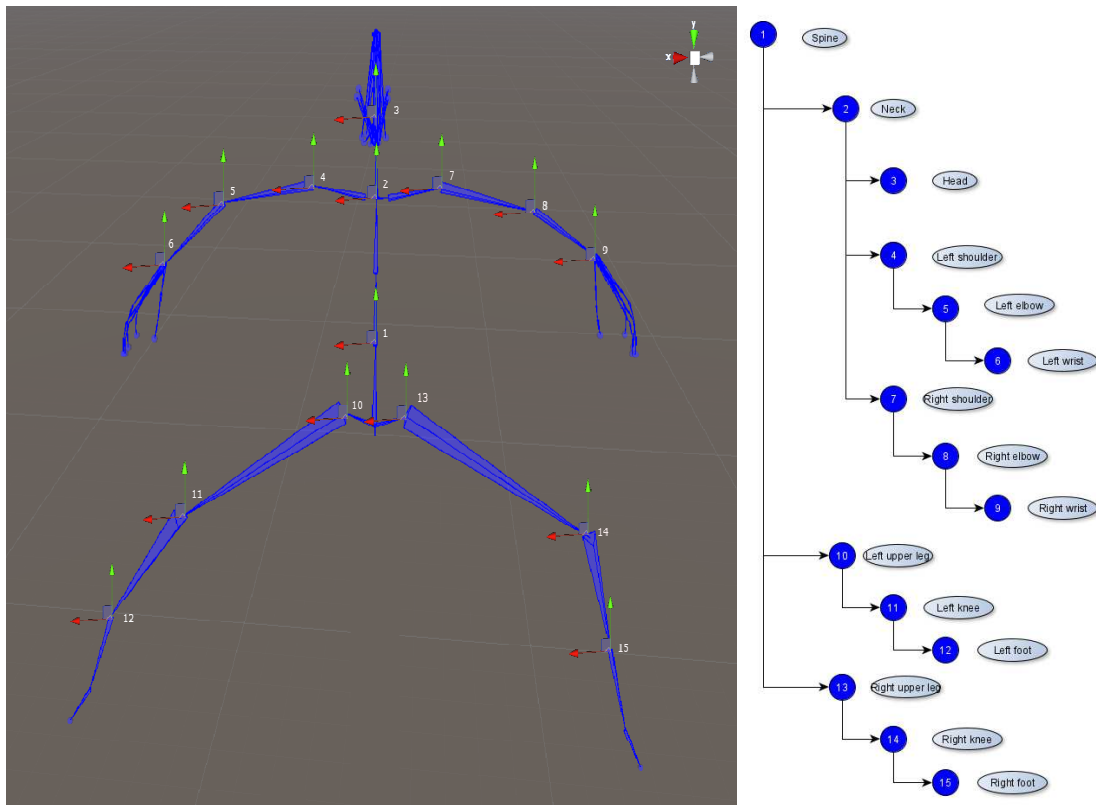 y
x
3
4
5
2
7
8
6
9
1
10
13
11
14
12
15
1 Spine
2 Neck
3 Head
4 Left shoulder
5 Left elbow
6 Left wrist
7 Right shoulder
8 Right elbow
9 Right wrist
10 Left upper leg
11 Left knee
12 Left foot
13 Right upper leg
14 Right knee
15 Right foot